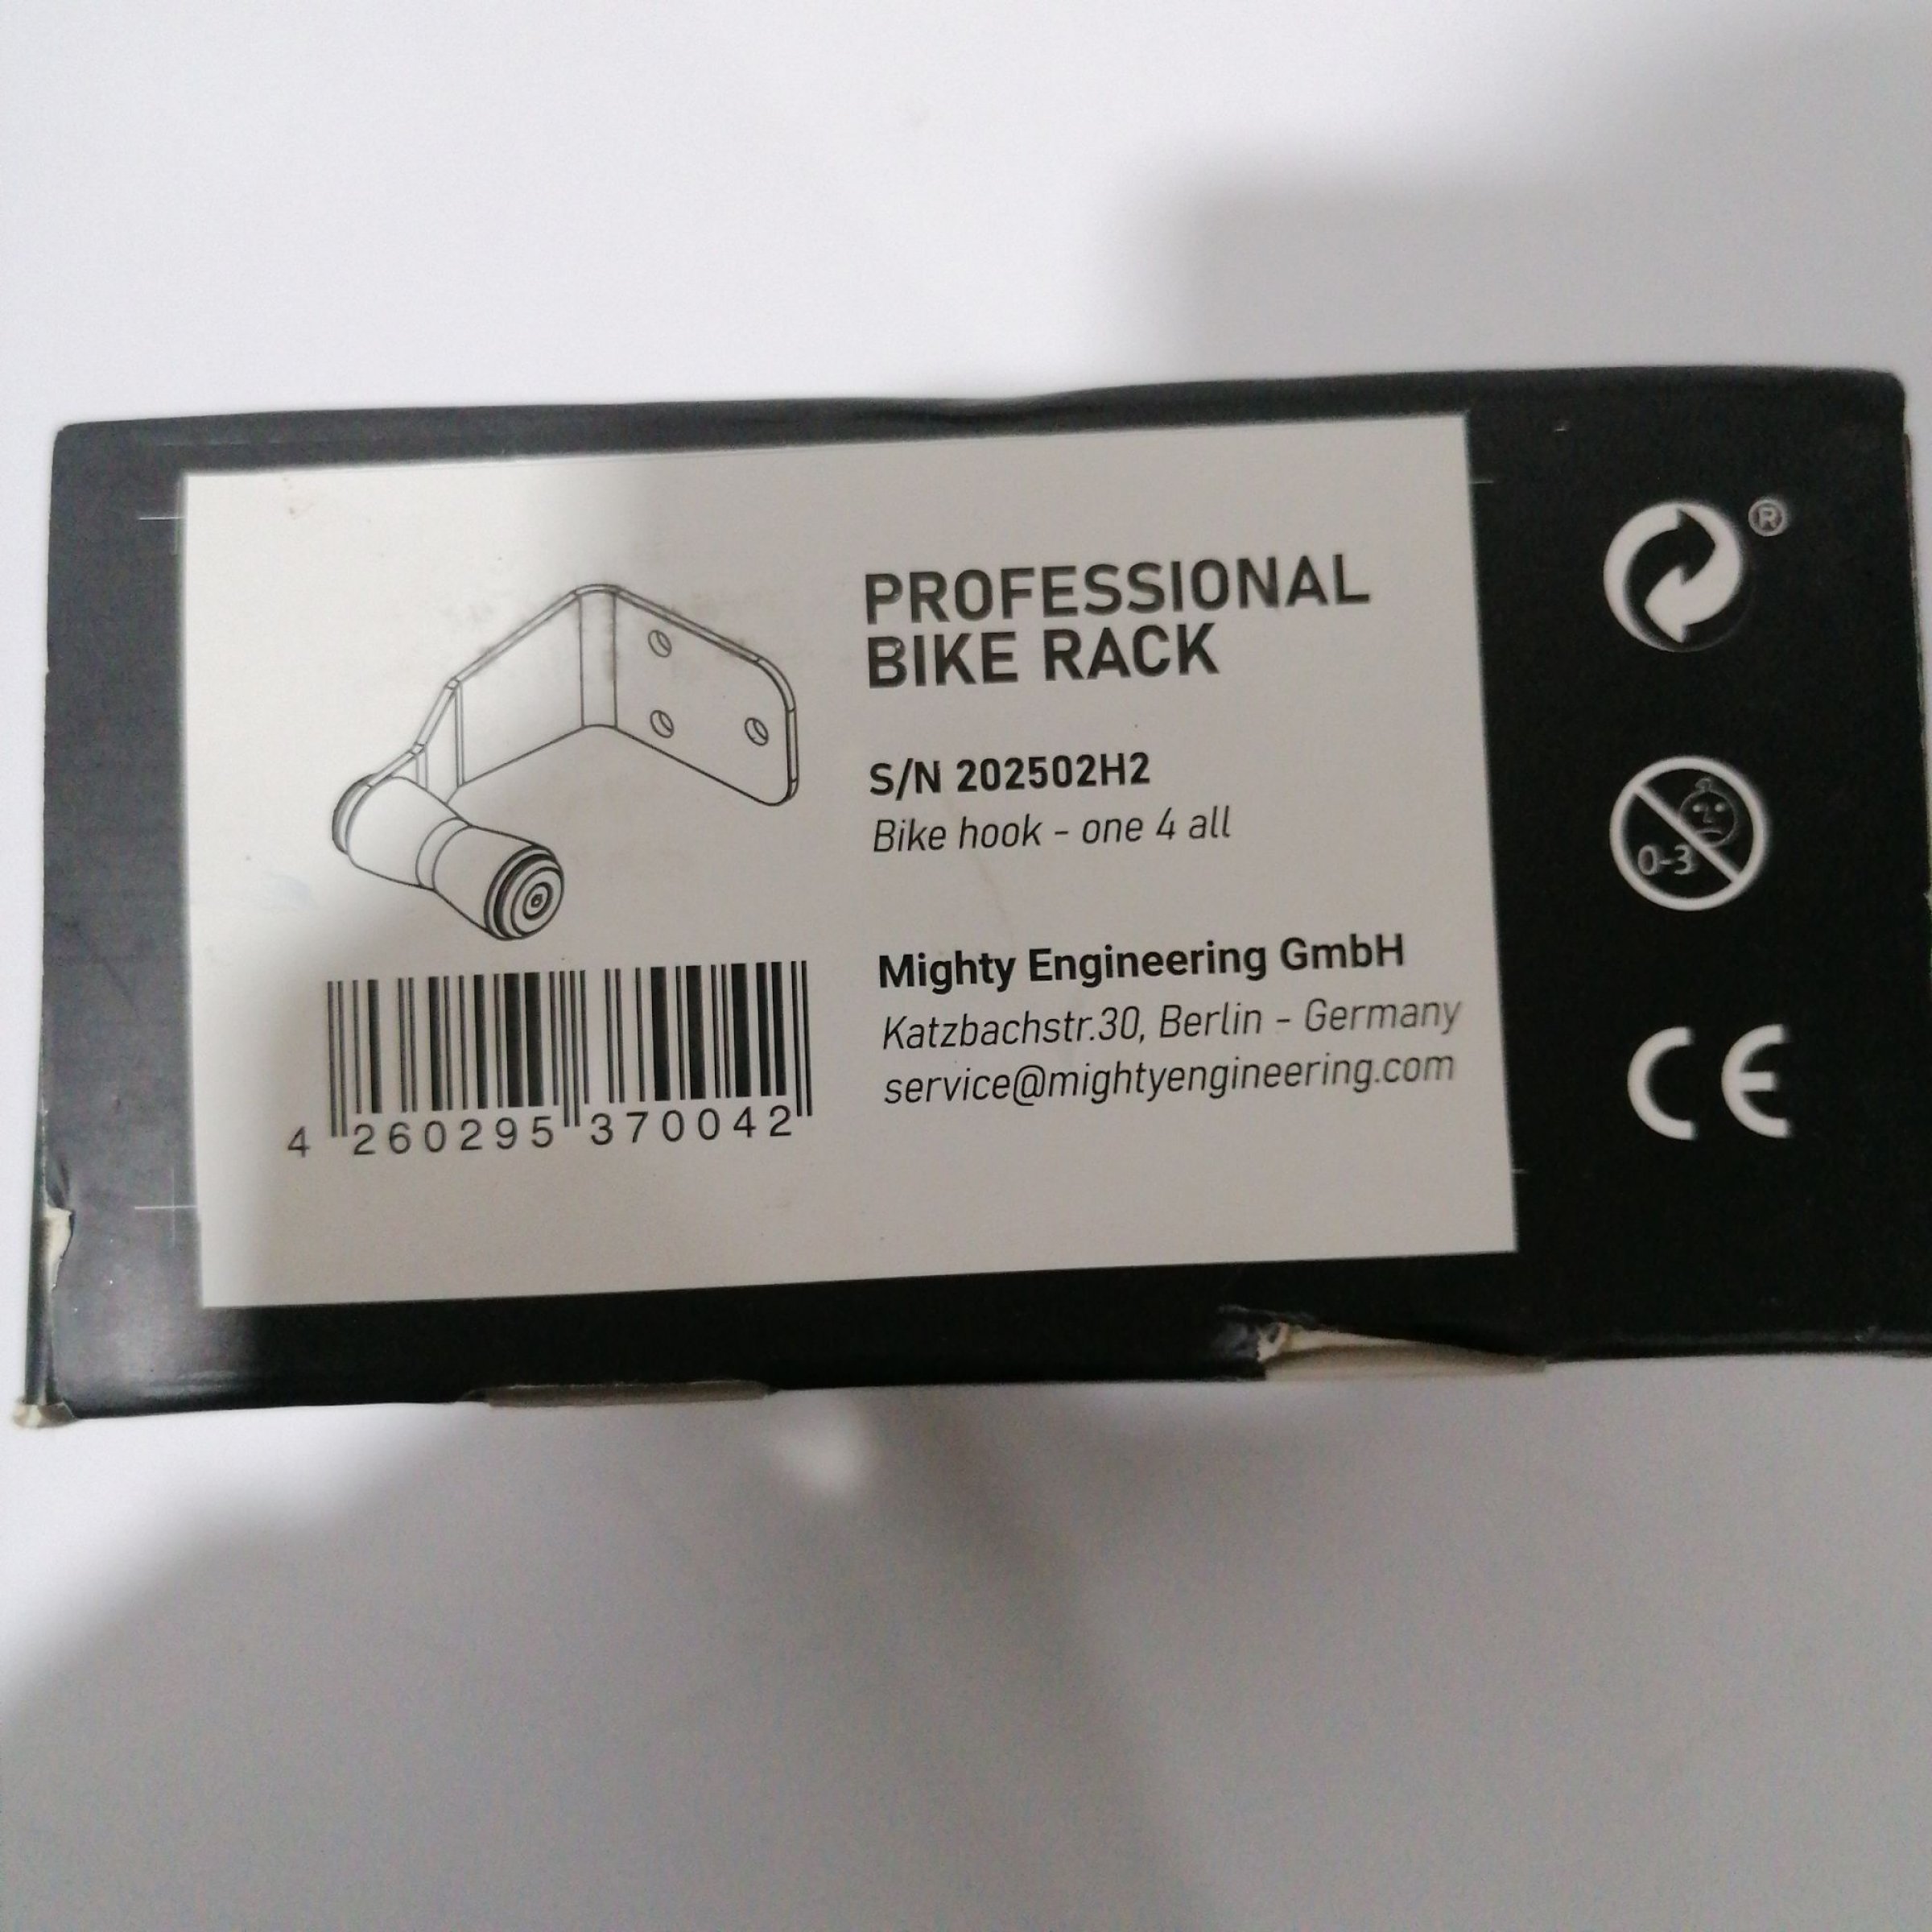 PROFESSIONAL
BIKE RACK
S/N 202502H2
Bike hook - one 4 all
Mighty Engineering GmbH
Katzbachstr.30, Berlin - Germany
service@mightyengineering.com
4 260295 370042
®
0-3
CE